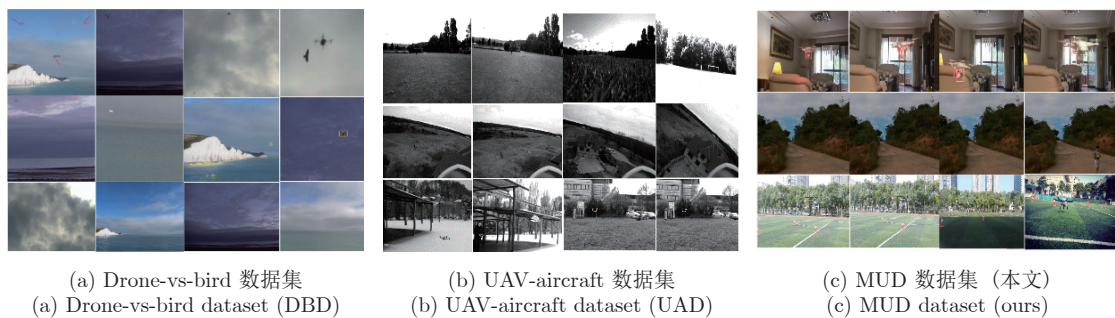 (a) Drone-vs-bird 数据集
(a) Drone-vs-bird dataset (DBD)
(b) UAV-aircraft 数据集
(b) UAV-aircraft dataset (UAD)
(c) MUD 数据集（本文）
(c) MUD dataset (ours)